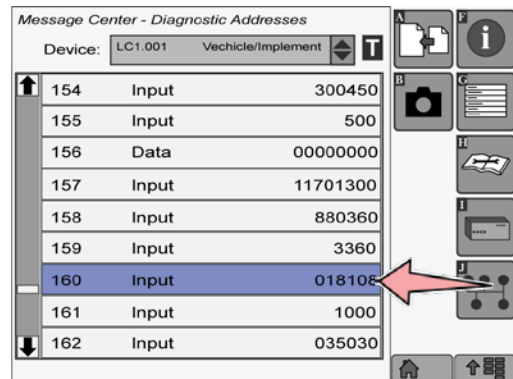 Message Center - Diagnostic Addresses
Device: LC1.001 Vechicle/Implement T
154 Input 300450
155 Input 500
156 Data 00000000
157 Input 11701300
158 Input 880360
159 Input 3360
160 Input 018108
161 Input 1000
162 Input 035030
A
F
i
B
G
H
I
J